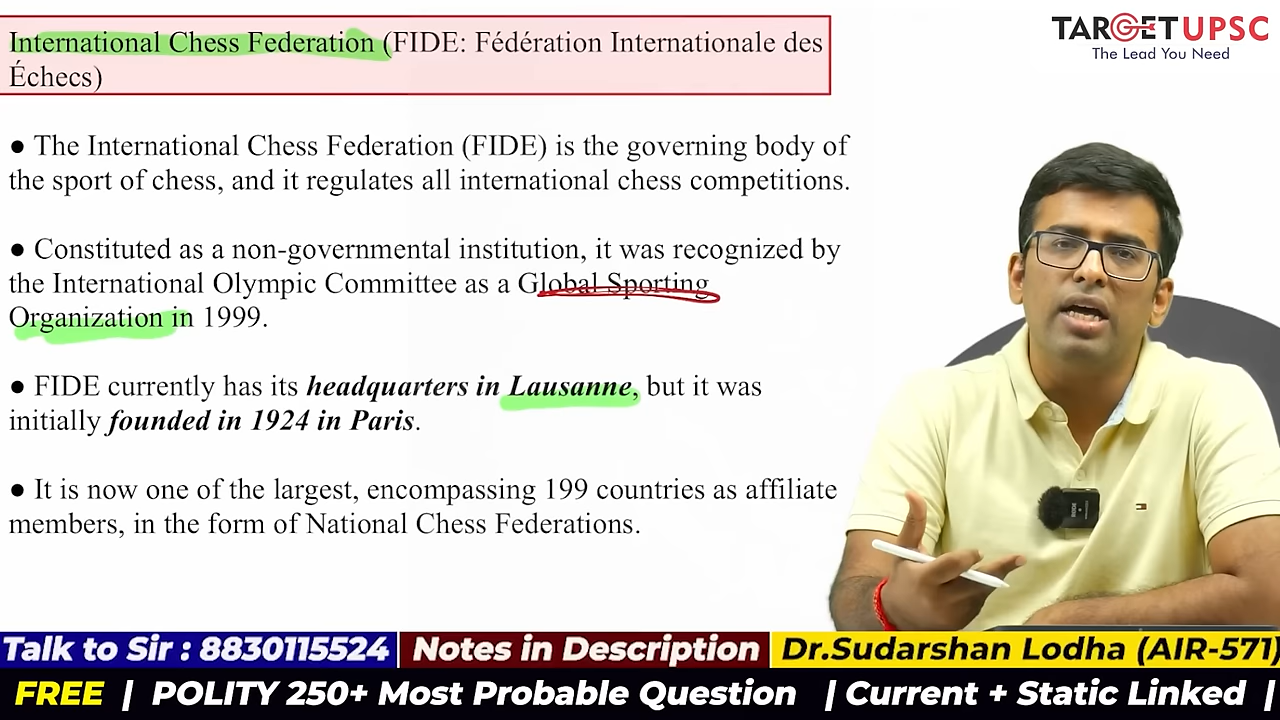 International Chess Federation (FIDE: Fédération Internationale des
Échecs)
TARGETUPSC
The Lead You Need
● The International Chess Federation (FIDE) is the governing body of
the sport of chess, and it regulates all international chess competitions.
● Constituted as a non-governmental institution, it was recognized by
the International Olympic Committee as a Global Sporting
Organization in 1999.
● FIDE currently has its headquarters in Lausanne, but it was
initially founded in 1924 in Paris.
● It is now one of the largest, encompassing 199 countries as affiliate
members, in the form of National Chess Federations.
RØDE
Talk to Sir : 8830115524 Notes in Description Dr.Sudarshan Lodha (AIR-571)
FREE | POLITY 250+ Most Probable Question | Current + Static Linked |